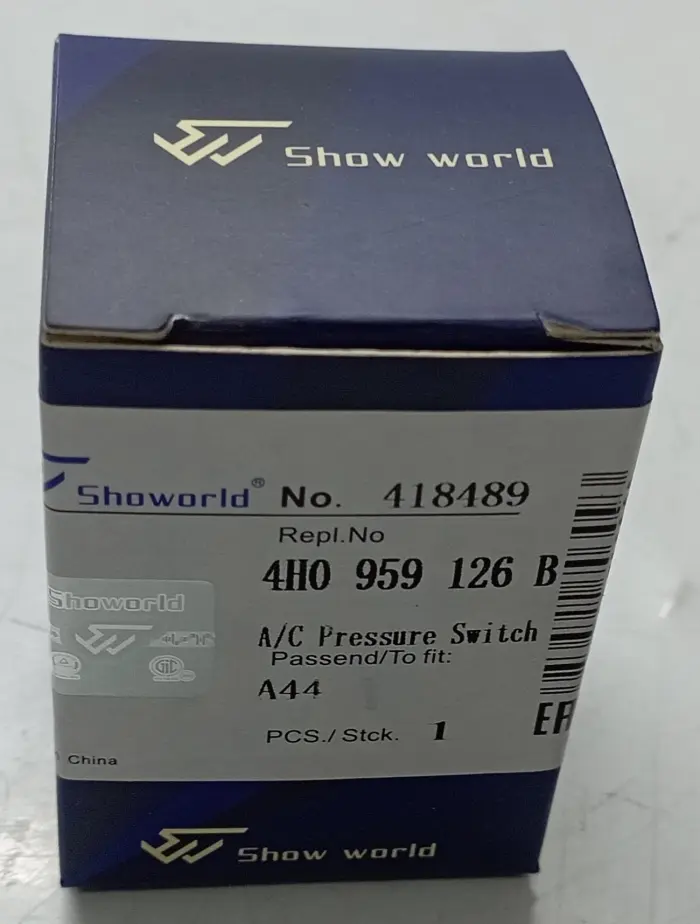 Show world
Showorld® No. 418489
Repl.No
4H0 959 126 B
Showorld
A/C Pressure Switch
Passend/To fit:
GIC
A44
PCS./ Stck. 1
China
Show world